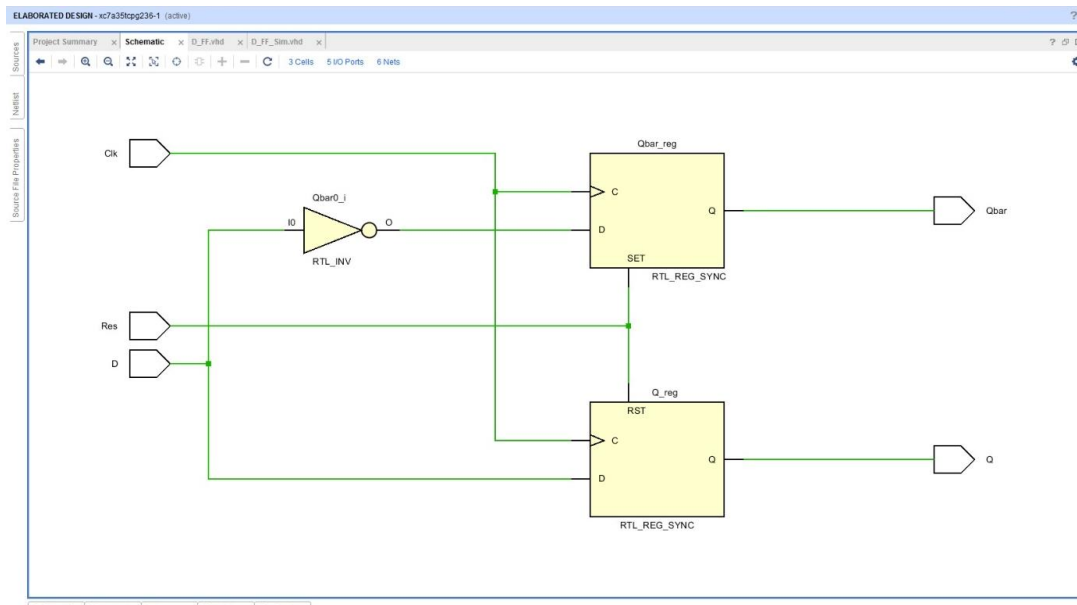 ELABORATED DESIGN - xc7a35tcpg236-1 (active)
?
Sources
Netlist
Source File Properties
Project Summary x Schematic x D_FF.vhd x D_FF_Sim.vhd x ?
3 Cells 5 I/O Ports 6 Nets
Clk
Qbar0_i
I0
O
RTL_INV
Qbar_reg
C
D
Q
SET
RTL_REG_SYNC
Qbar
Res
D
Q_reg
RST
C
D
Q
RTL_REG_SYNC
Q